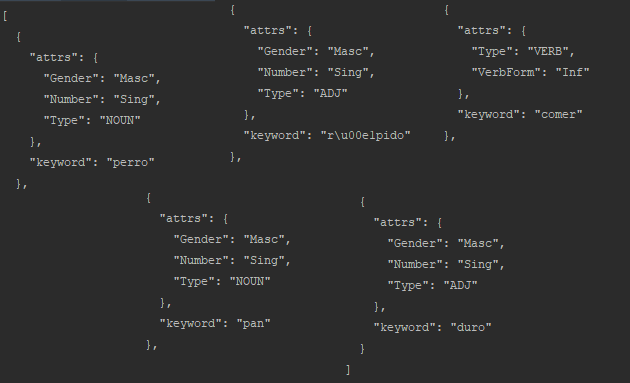 [
{
"attrs": {
"Gender": "Masc",
"Number": "Sing",
"Type": "NOUN"
},
"keyword": "perro"
},
{
"attrs": {
"Gender": "Masc",
"Number": "Sing",
"Type": "ADJ"
},
"keyword": "r\u00e1pido"
},
{
"attrs": {
"Type": "VERB",
"VerbForm": "Inf"
},
"keyword": "comer"
},
{
"attrs": {
"Gender": "Masc",
"Number": "Sing",
"Type": "NOUN"
},
"keyword": "pan"
},
{
"attrs": {
"Gender": "Masc",
"Number": "Sing",
"Type": "ADJ"
},
"keyword": "duro"
}
]